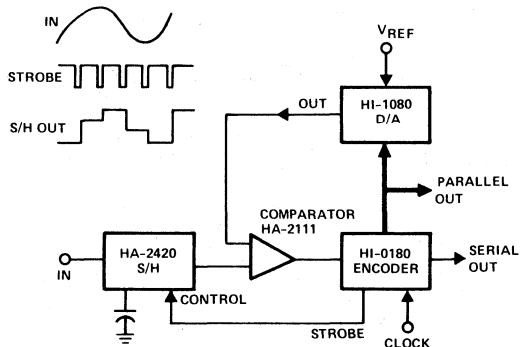 IN
STROBE
S/H OUT
VREF
OUT
HI-1080
D/A
PARALLEL
OUT
COMPARATOR
HA-2111
HA-2420
S/H
HI-0180
ENCODER
SERIAL
OUT
IN
CONTROL
STROBE
CLOCK